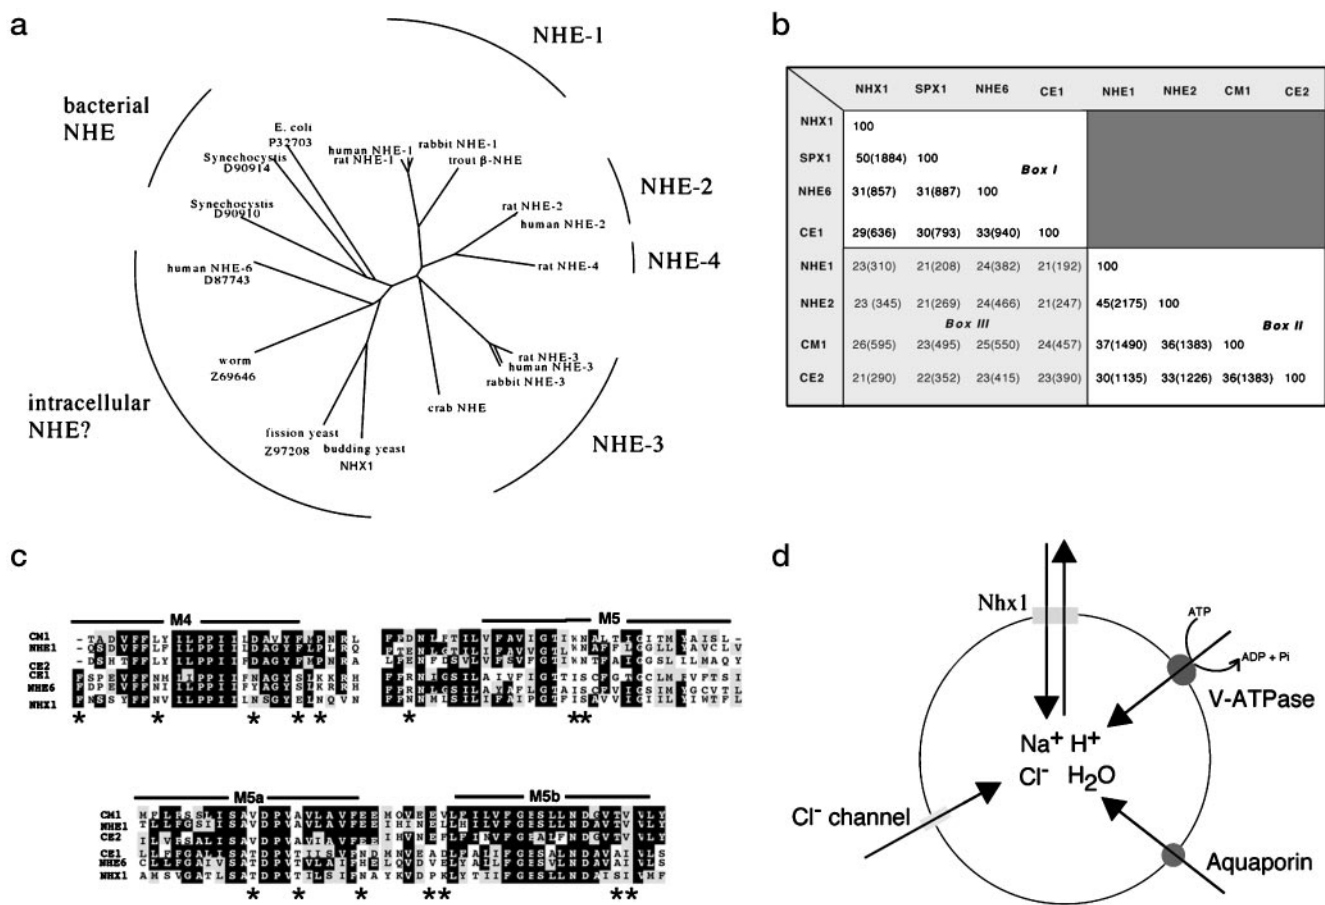 a
NHE-1
bacterial
NHE
E. coli
P32703
Synechocystis
D90914
human NHE-1
rat NHE-1
rabbit NHE-1
trout β-NHE
NHE-2
Synechocystis
D90910
rat NHE-2
human NHE-2
NHE-4
human NHE-6
D87743
rat NHE-4
worm
Z69646
rat NHE-3
human NHE-3
rabbit NHE-3
crab NHE
intracellular
NHE?
fission yeast
Z97208
budding yeast
NHX1
NHE-3
b
NHX1 SPX1 NHE6 CE1 NHE1 NHE2 CM1 CE2
NHX1 100
SPX1 50(1884) 100
Box I
NHE6 31(857) 31(887) 100
CE1 29(636) 30(793) 33(940) 100
NHE1 23(310) 21(208) 24(382) 21(192) 100
NHE2 23 (345) 21(269) 24(466) 21(247) 45(2175) 100
Box III
Box II
CM1 26(595) 23(495) 25(550) 24(457) 37(1490) 36(1383) 100
CE2 21(290) 22(352) 23(415) 23(390) 30(1135) 33(1226) 36(1383) 100
c
M4
M5
CM1
NHE1
CE2
CE1
NHE6
NHX1
* * * * * * * *
M5a
M5b
CM1
NHE1
CE2
CE1
NHE6
NHX1
* * * * * * *
d
Nhx1
ATP
ADP + Pi
V-ATPase
Na+ H+
Cl- H2O
Cl- channel
Aquaporin